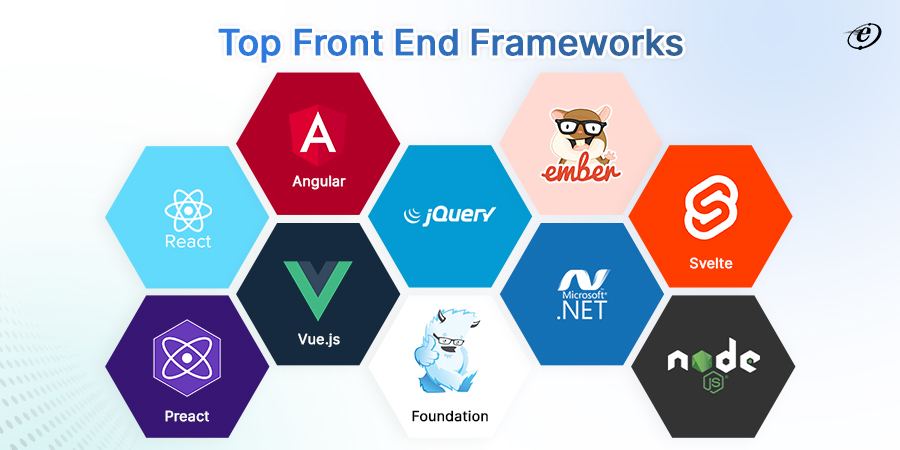 Top Front End Frameworks
e
Angular
ember
React
jQuery
Svelte
Vue.js
Microsoft®
.NET
Preact
Foundation
node
JS